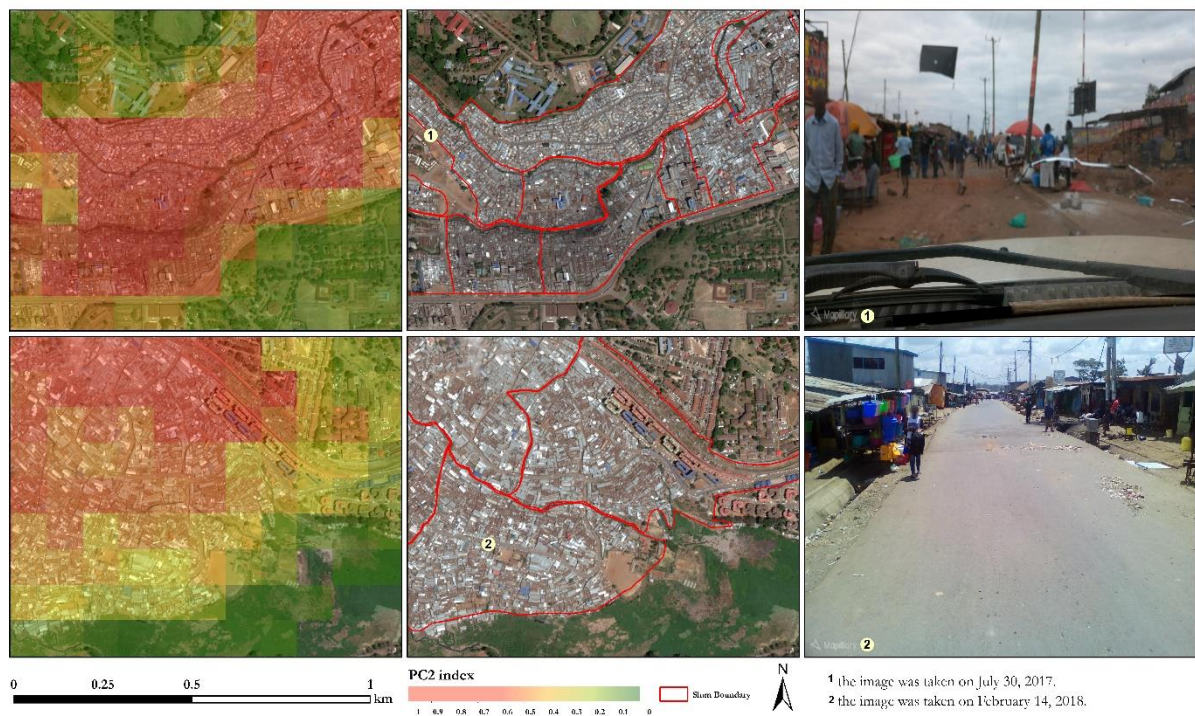 1
Mapillary 1
2
Mapillary 2
0 0.25 0.5 1
km
PC2 index
1 0.9 0.8 0.7 0.6 0.5 0.4 0.3 0.2 0.1 0
Slum Boundary
N
1 the image was taken on July 30, 2017.
2 the image was taken on February 14, 2018.